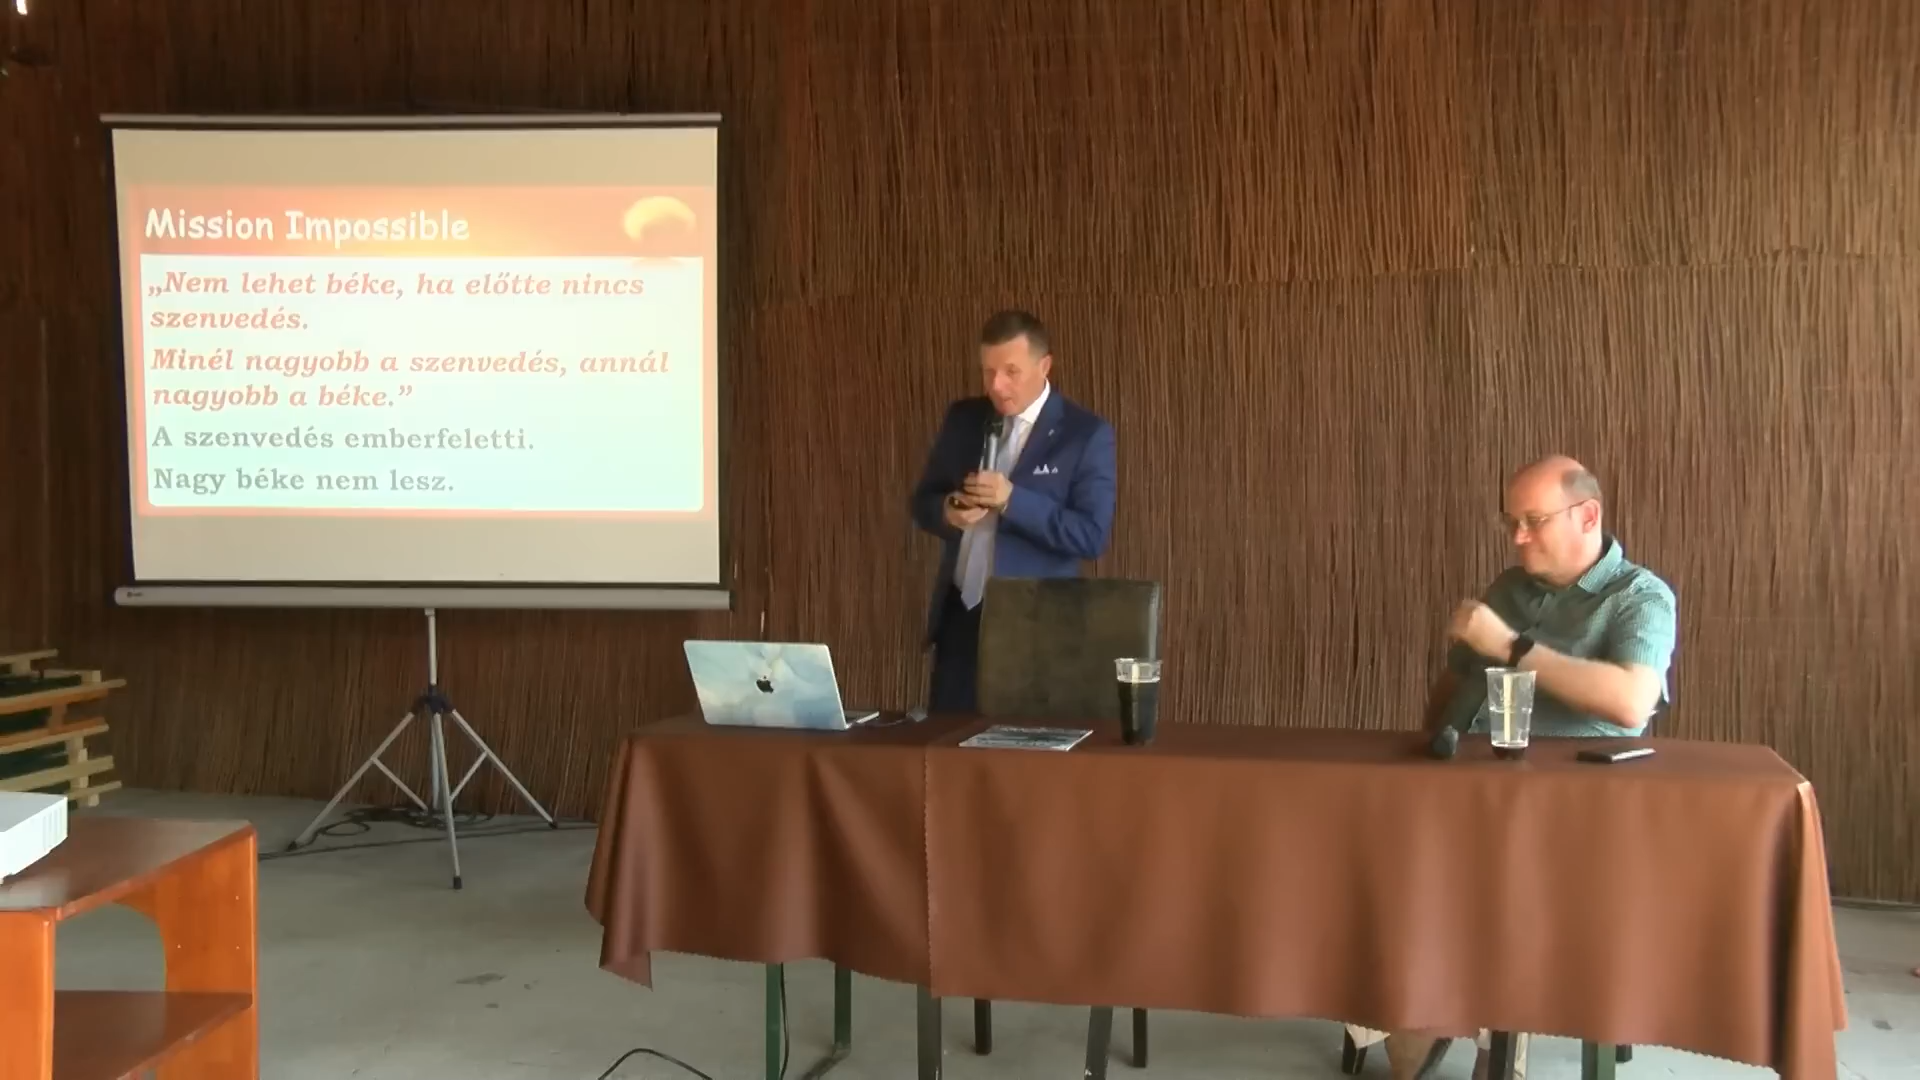 Mission Impossible
„Nem lehet béke, ha előtte nincs
szenvedés.
Minél nagyobb a szenvedés, annál
nagyobb a béke.”
A szenvedés emberfeletti.
Nagy béke nem lesz.